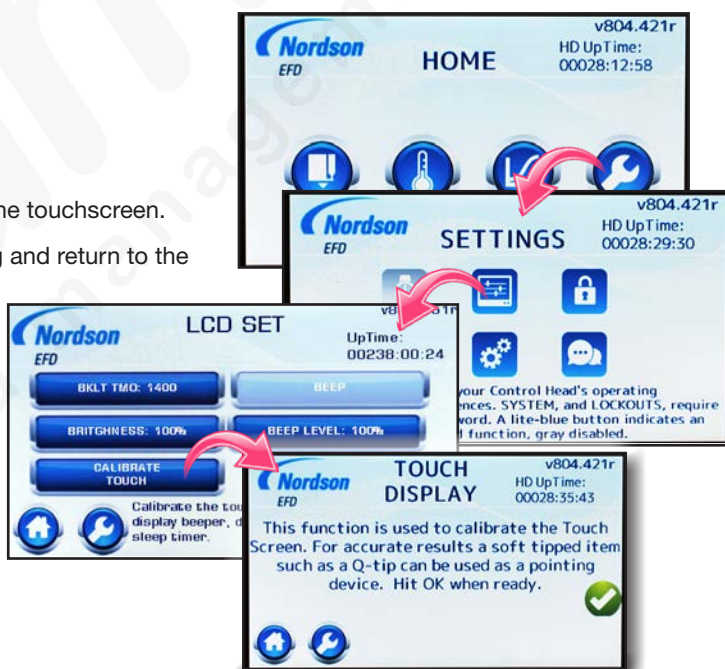 ne touchscreen.
g and return to the
Nordson
EFD
HOME
v804.421r
HD UpTime:
00028:12:58
Nordson
EFD
SETTINGS
v804.421r
HD UpTime:
00028:29:30
your Control Head's operating
ences. SYSTEM, and LOCKOUTS, require
word. A lite-blue button indicates an
function, gray disabled.
Nordson
EFD
LCD SET
UpTime:
00238:00:24
BKLT TMO: 1400
BEEP
BRITGHNESS: 100%
BEEP LEVEL: 100%
CALIBRATE
TOUCH
Calibrate the tou
display beeper, d
sleep timer.
Nordson
EFD
TOUCH
DISPLAY
v804.421r
HD UpTime:
00028:35:43
This function is used to calibrate the Touch
Screen. For accurate results a soft tipped item
such as a Q-tip can be used as a pointing
device. Hit OK when ready.